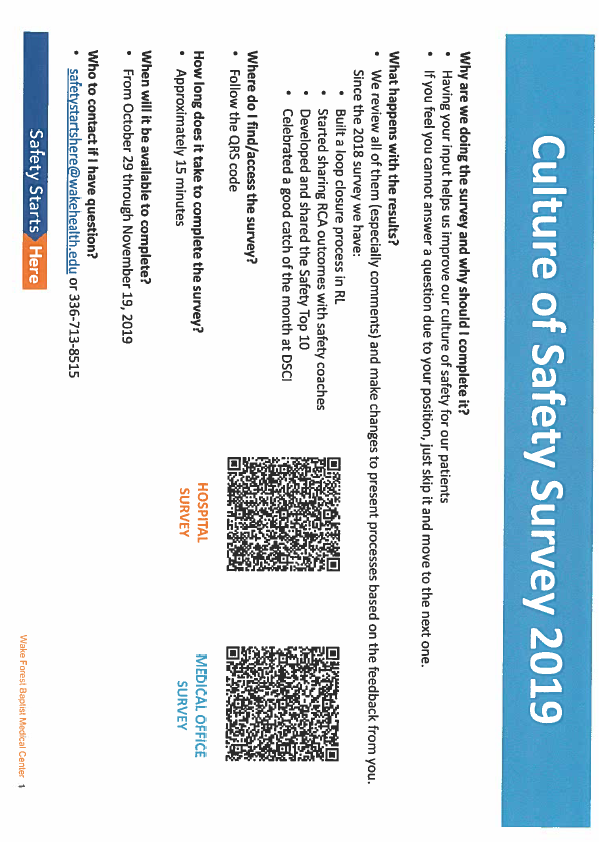 Culture of Safety Survey 2019
Why are we doing the survey and why should I complete it?
• Having your input helps us improve our culture of safety for our patients
• If you feel you cannot answer a question due to your position, just skip it and move to the next one.
What happens with the results?
• We review all of them (especially comments) and make changes to present processes based on the feedback from you.
Since the 2018 survey we have:
• Built a loop closure process in RL
• Started sharing RCA outcomes with safety coaches
• Developed and shared the Safety Top 10
• Celebrated a good catch of the month at DSCI
Where do I find/access the survey?
• Follow the QRS code
HOSPITAL
SURVEY
MEDICAL OFFICE
SURVEY
How long does it take to complete the survey?
• Approximately 15 minutes
When will it be available to complete?
• From October 29 through November 19, 2019
Who to contact if I have question?
• safetystartshere@wakehealth.edu or 336-713-8515
Safety Starts Here
Wake Forest Baptist Medical Center 1